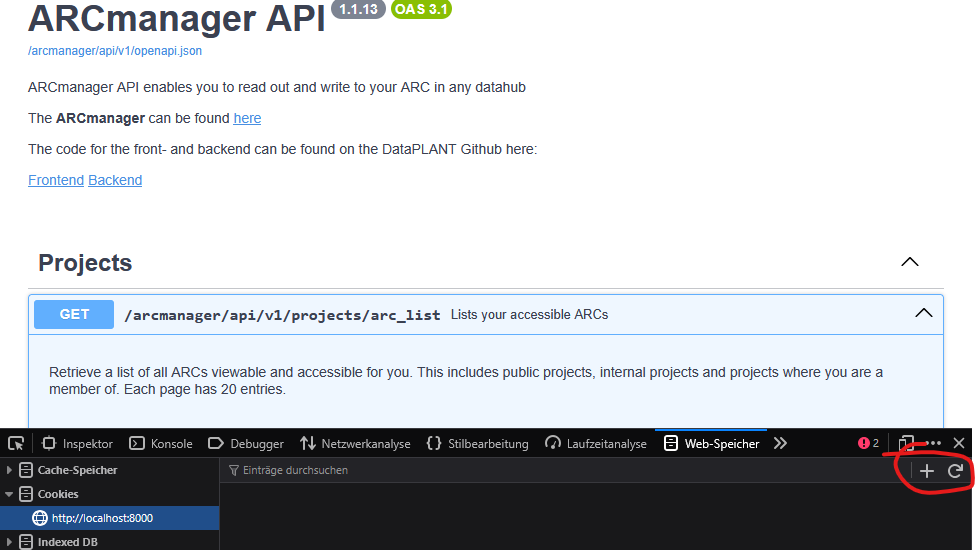 ARCmanager API 1.1.13 OAS 3.1
/arcmanager/api/v1/openapi.json
ARCmanager API enables you to read out and write to your ARC in any datahub
The ARCmanager can be found here
The code for the front- and backend can be found on the DataPLANT Github here:
Frontend Backend
Projects
GET /arcmanager/api/v1/projects/arc_list Lists your accessible ARCs
Retrieve a list of all ARCs viewable and accessible for you. This includes public projects, internal projects and projects where you are a
member of. Each page has 20 entries.
Inspektor Konsole Debugger Netzwerkanalyse Stilbearbeitung Laufzeitanalyse Web-Speicher 2
Cache-Speicher Einträge durchsuchen
Cookies
http://localhost:8000
Indexed DB